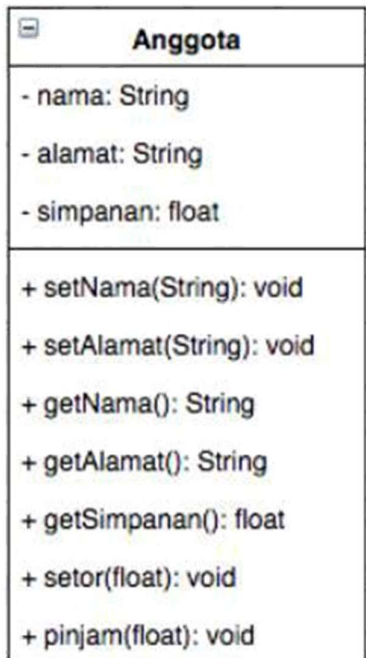 Anggota
- nama: String
- alamat: String
- simpanan: float
+ setNama(String): void
+ setAlamat(String): void
+ getNama(): String
+ getAlamat(): String
+ getSimpanan(): float
+ setor(float): void
+ pinjam(float): void